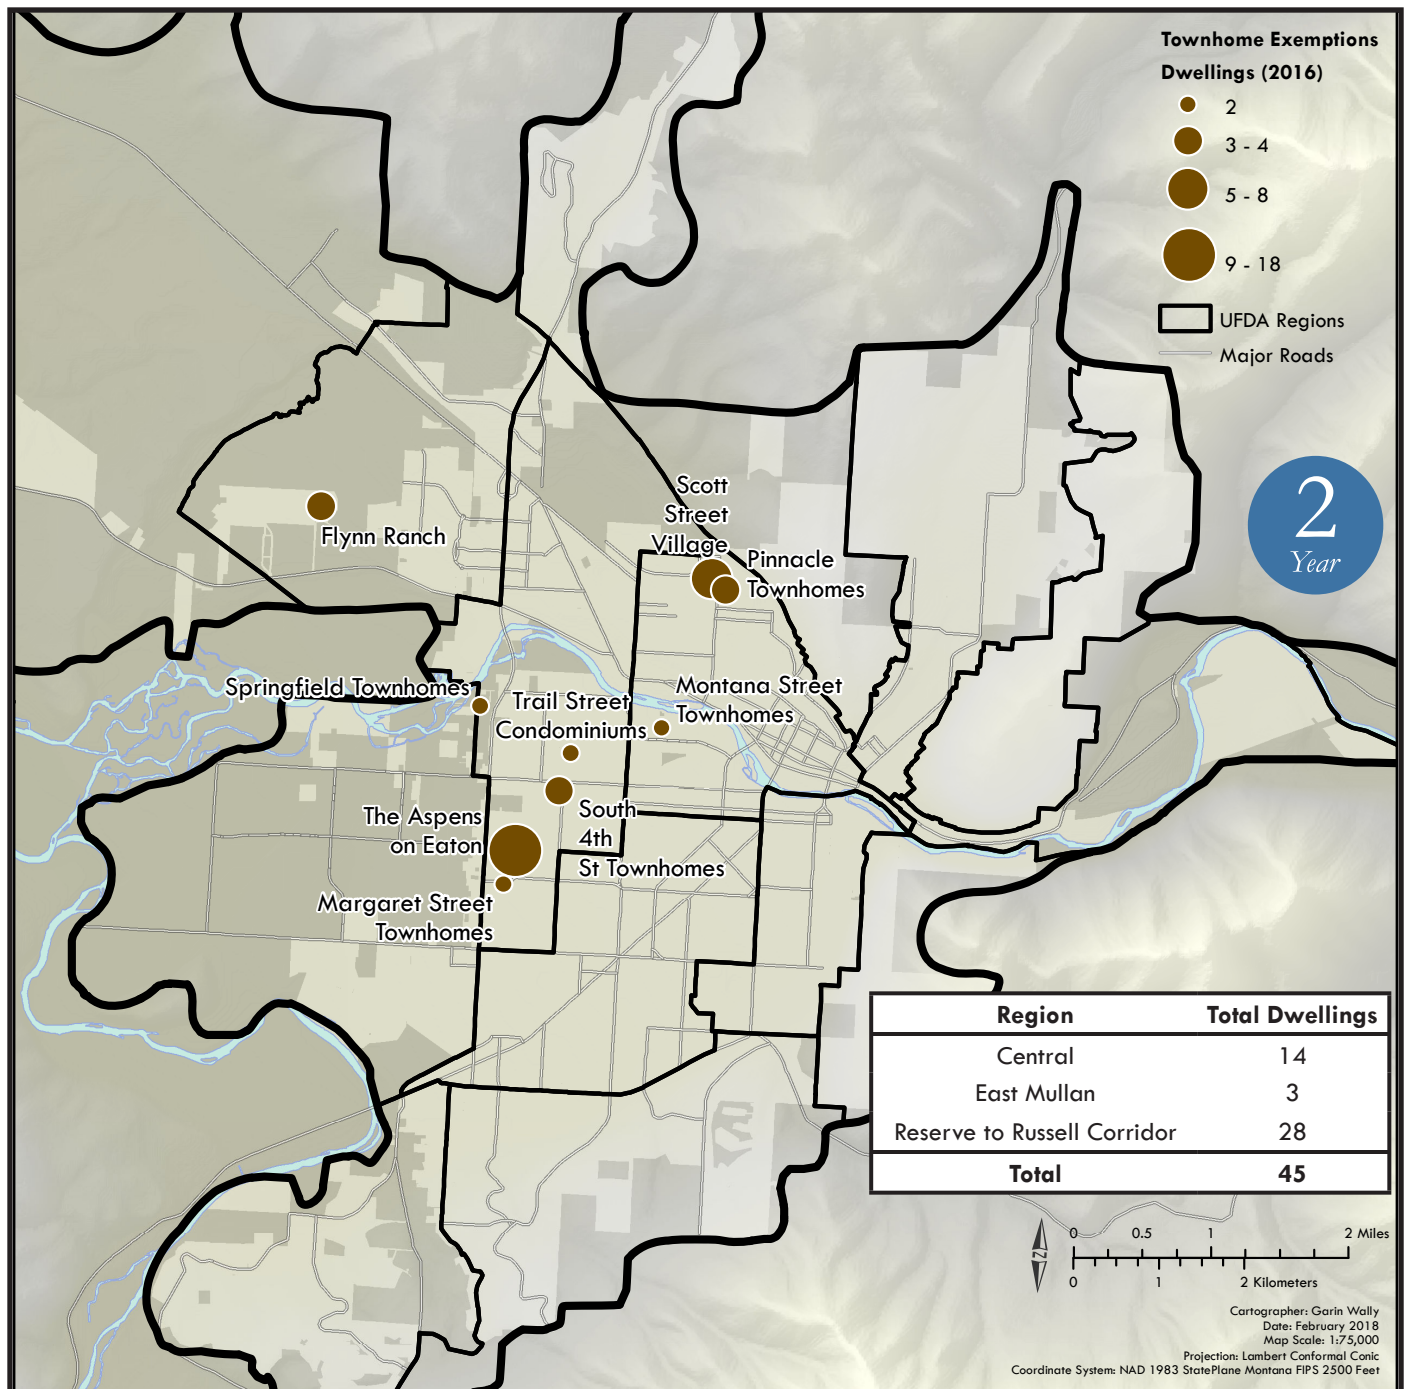 Townhome Exemptions
Dwellings (2016)
2
3 - 4
5 - 8
9 - 18
UFDA Regions
Major Roads
2
Year
Scott
Street
Village
Pinnacle
Townhomes
Flynn Ranch
Springfield Townhomes
Trail Street
Condominiums
Montana Street
Townhomes
The Aspens
on Eaton
South
4th
St Townhomes
Margaret Street
Townhomes
Region Total Dwellings
Central 14
East Mullan 3
Reserve to Russell Corridor 28
Total 45
N
0 0.5 1 2 Miles
0 1 2 Kilometers
Cartographer: Garin Wally
Date: February 2018
Map Scale: 1:75,000
Projection: Lambert Conformal Conic
Coordinate System: NAD 1983 StatePlane Montana FIPS 2500 Feet